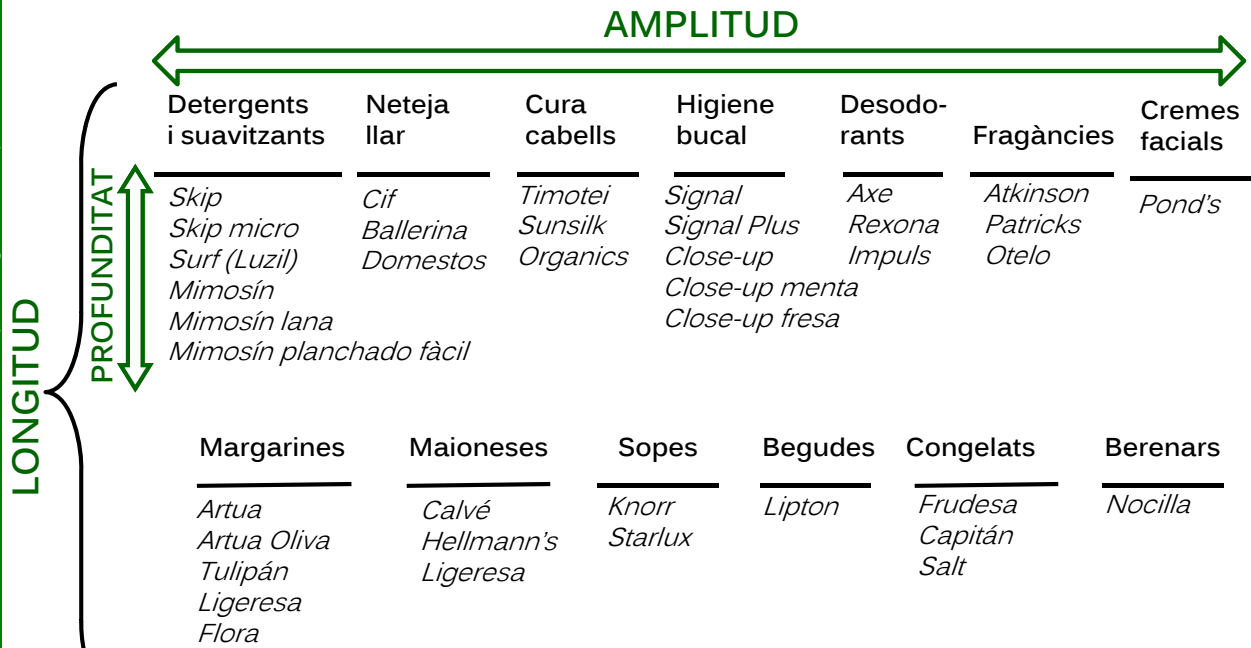 AMPLITUD
LONGITUD
PROFUNDITAT
Detergents
i suavitzants
Skip
Skip micro
Surf (Luzil)
Mimosín
Mimosín lana
Mimosín planchado fàcil
Neteja
llar
Cif
Ballerina
Domestos
Cura
cabells
Timotei
Sunsilk
Organics
Higiene
bucal
Signal
Signal Plus
Close-up
Close-up menta
Close-up fresa
Desodo-
rants
Axe
Rexona
Impuls
Fragàncies
Atkinson
Patricks
Otelo
Cremes
facials
Pond's
Margarines
Artua
Artua Oliva
Tulipán
Ligeresa
Flora
Maioneses
Calvé
Hellmann's
Ligeresa
Sopes
Knorr
Starlux
Begudes
Lipton
Congelats
Frudesa
Capitán
Salt
Berenars
Nocilla